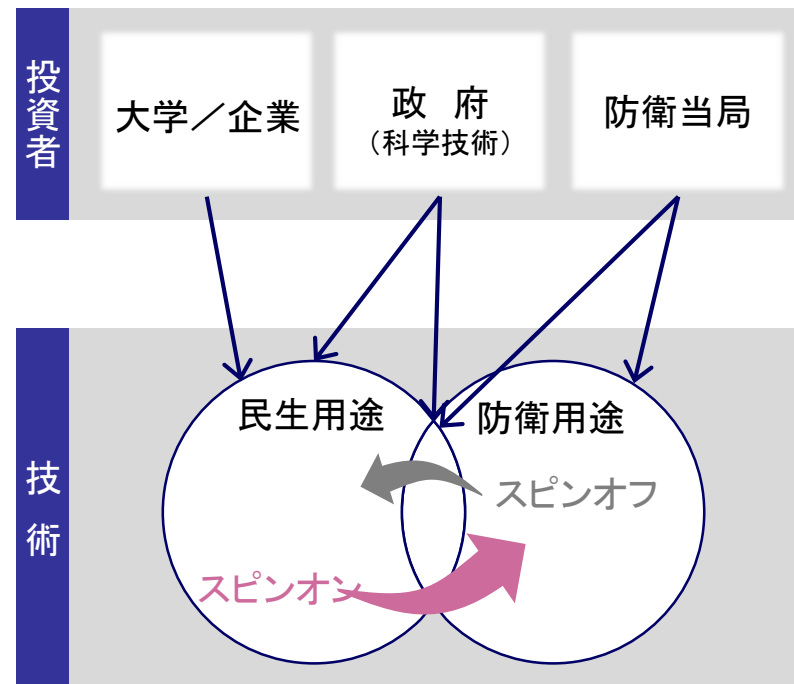 投資者
大学／企業
政 府
（科学技術）
防衛当局
技術
民生用途
防衛用途
スピンオフ
スピンオン